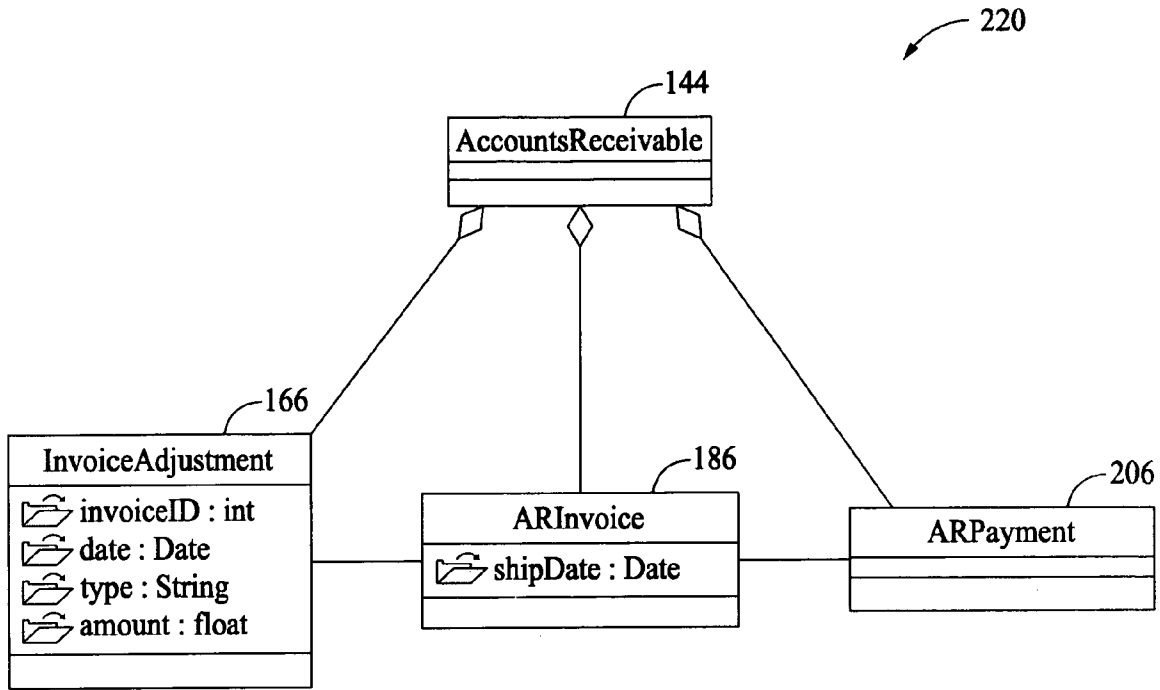 220
144
AccountsReceivable
166
InvoiceAdjustment
invoiceID : int
date : Date
type : String
amount : float
186
ARInvoice
shipDate : Date
206
ARPayment